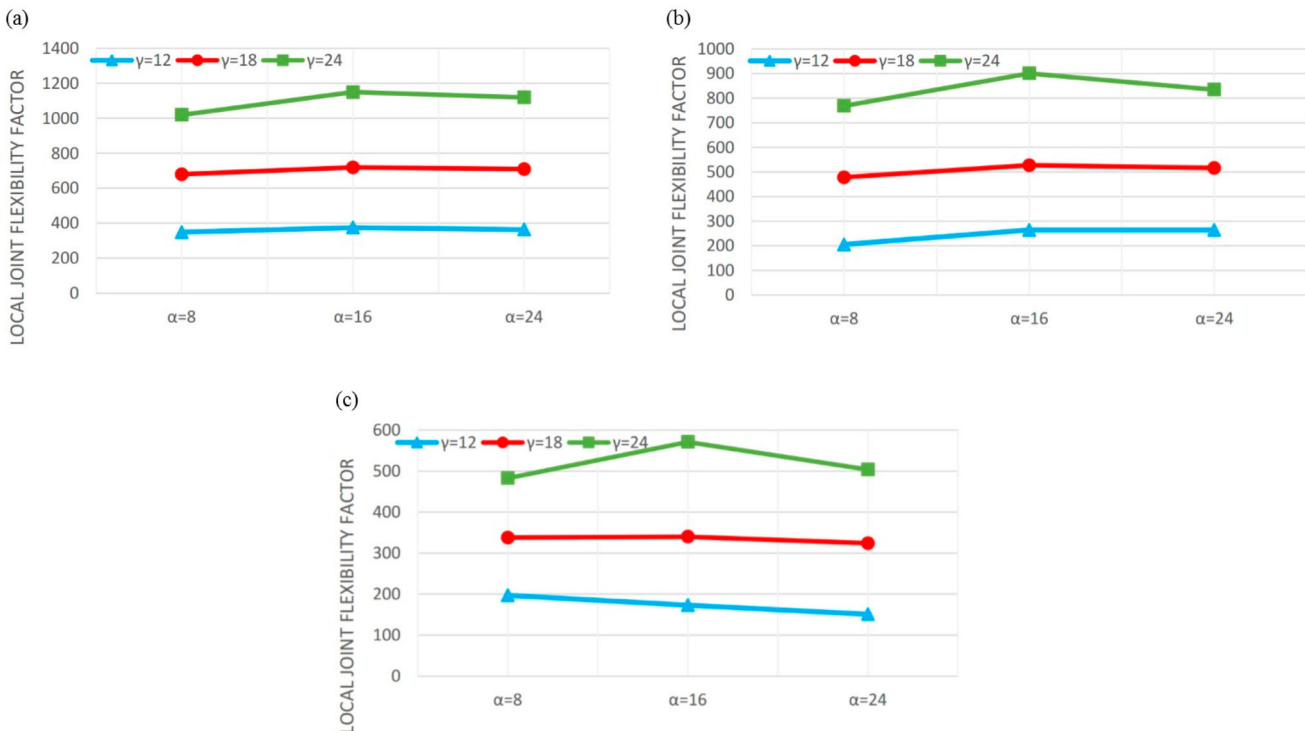 (a)
LOCAL JOINT FLEXIBILITY FACTOR
γ=12 γ=18 γ=24
1400
1200
1000
800
600
400
200
0
α=8 α=16 α=24
(b)
LOCAL JOINT FLEXIBILITY FACTOR
γ=12 γ=18 γ=24
1000
900
800
700
600
500
400
300
200
100
0
α=8 α=16 α=24
(c)
LOCAL JOINT FLEXIBILITY FACTOR
γ=12 γ=18 γ=24
600
500
400
300
200
100
0
α=8 α=16 α=24